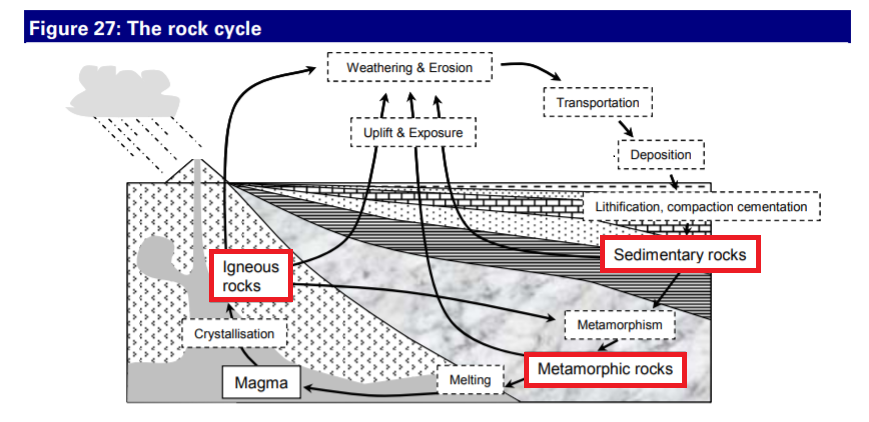 Figure 27: The rock cycle
Weathering & Erosion
Transportation
Uplift & Exposure
Deposition
Lithification, compaction cementation
Sedimentary rocks
Igneous
rocks
Metamorphism
Crystallisation
Metamorphic rocks
Melting
Magma